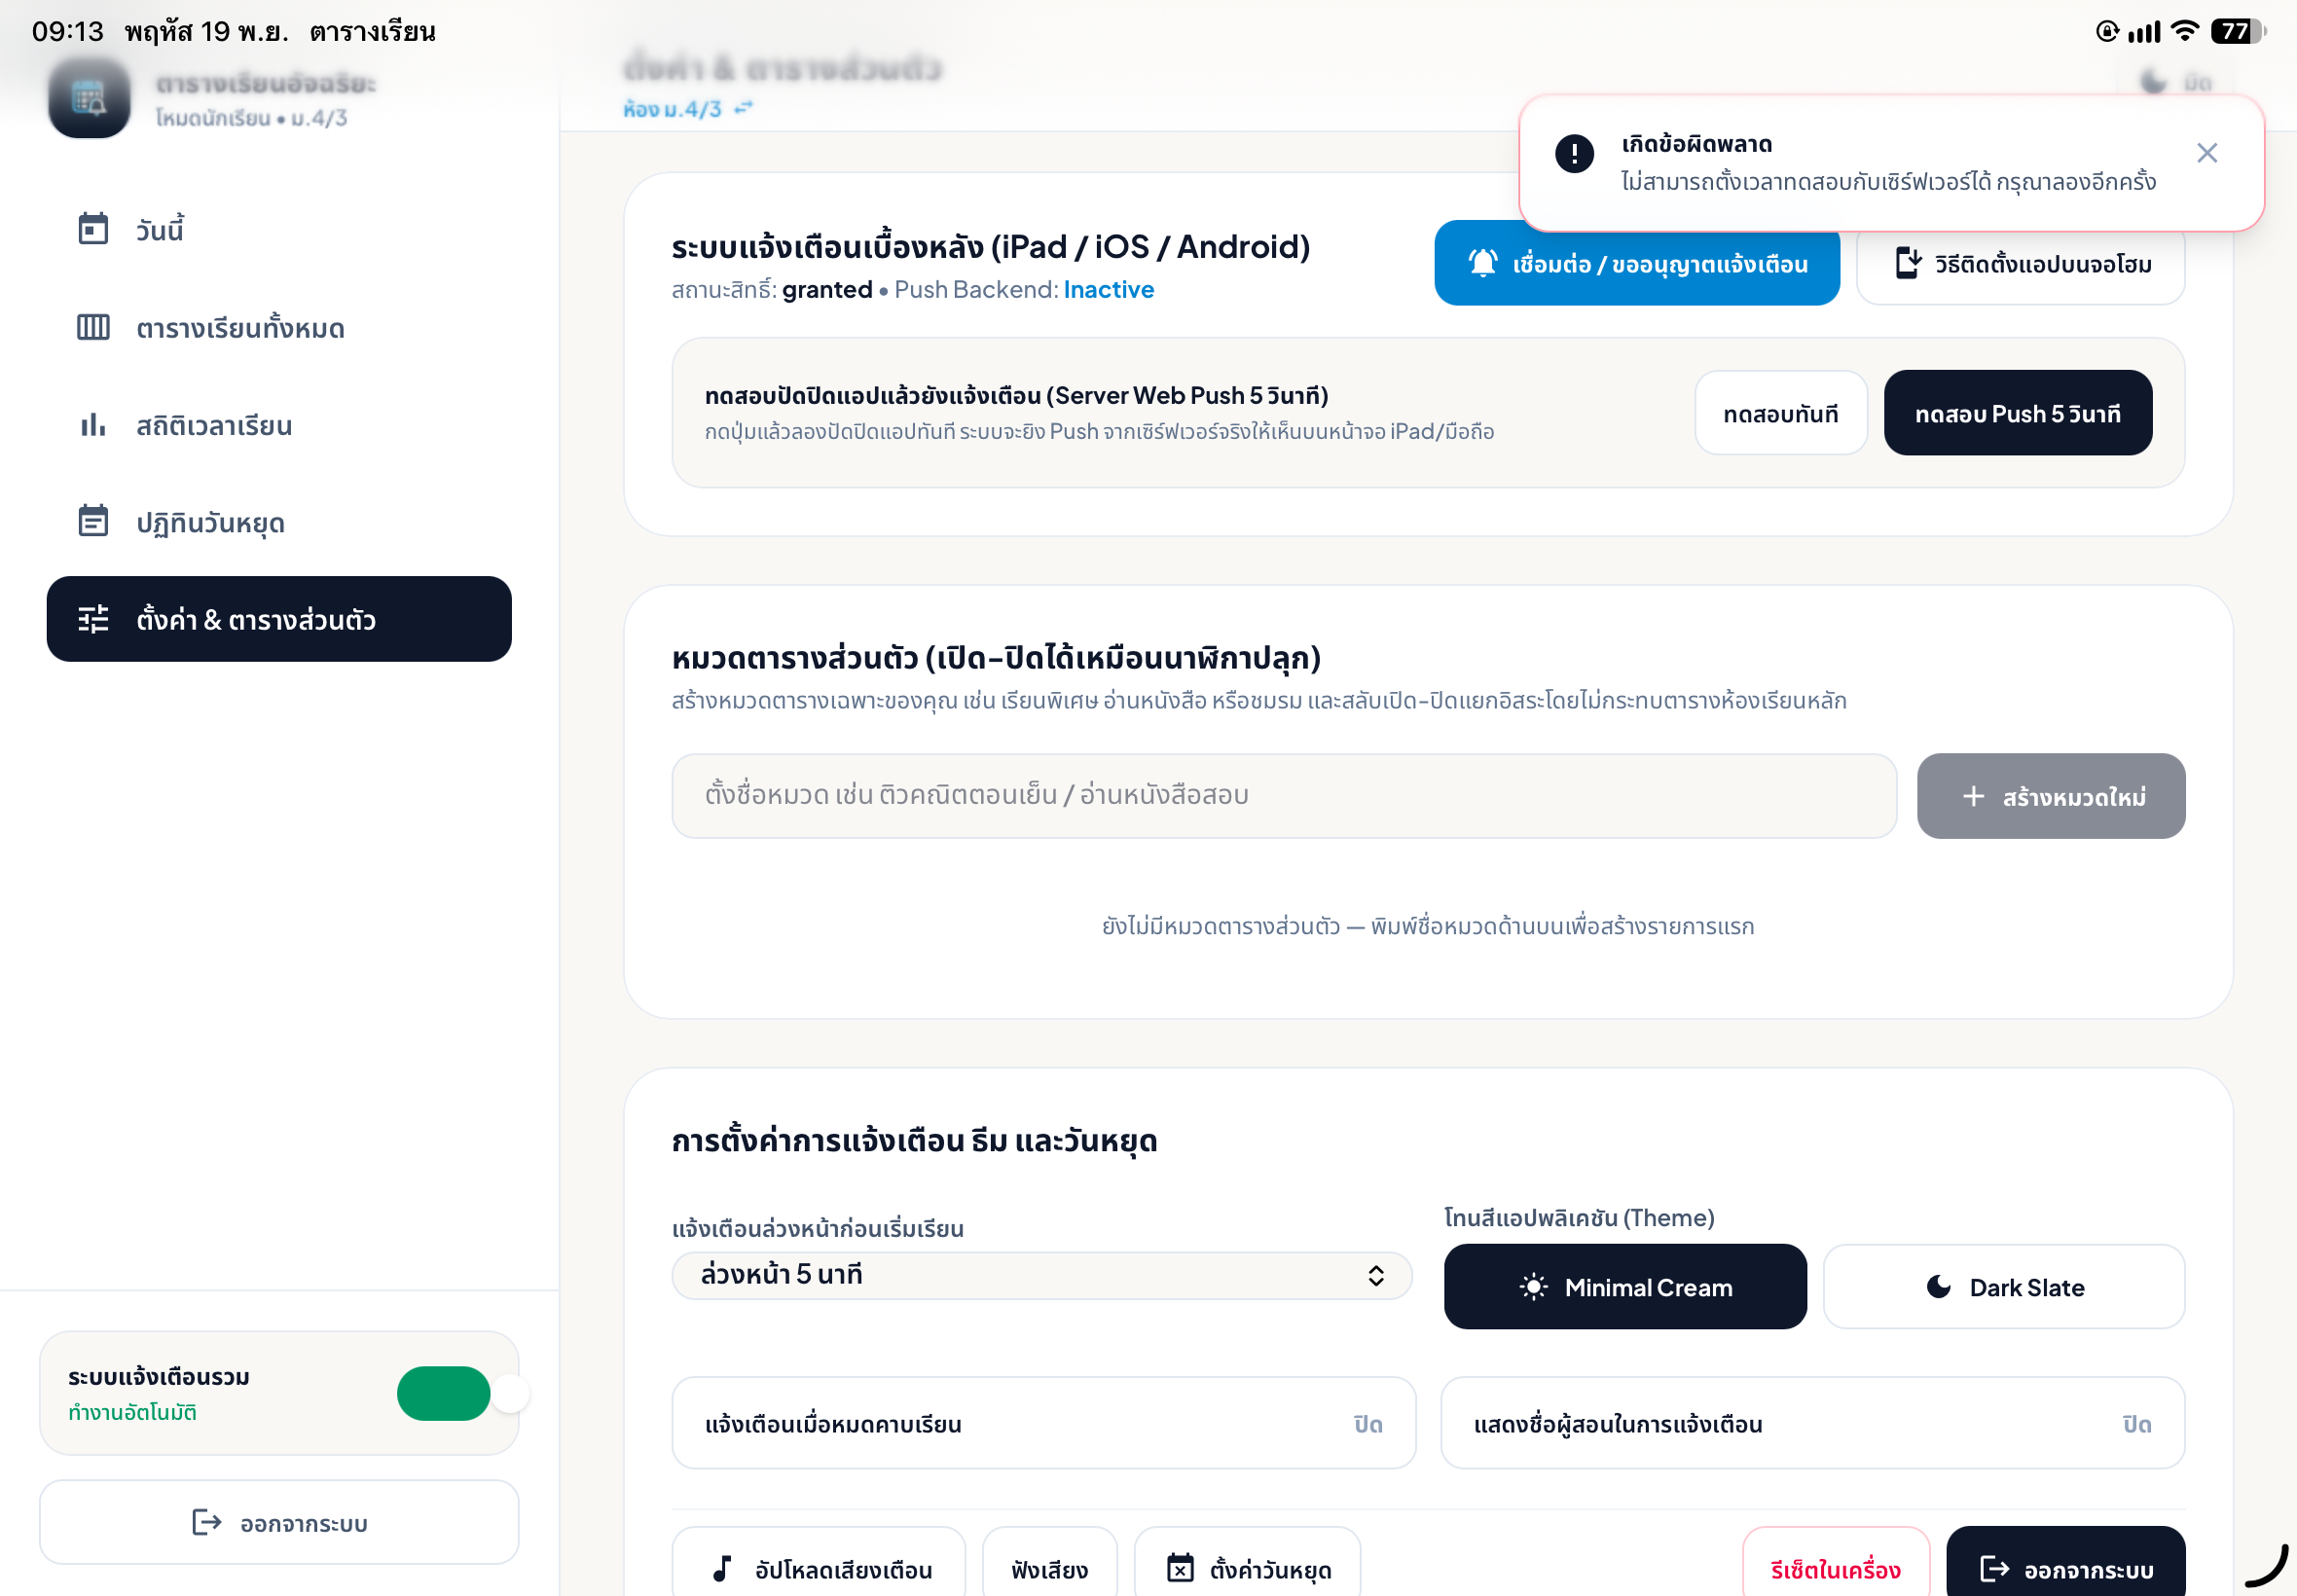 09:13 พฤหัส 19 พ.ย. ตารางเรียน
77
ตารางเรียนอัจฉริยะ
โหมดนักเรียน • ม.4/3
วันนี้
ตารางเรียนทั้งหมด
สถิติเวลาเรียน
ปฏิทินวันหยุด
ตั้งค่า & ตารางส่วนตัว
ระบบแจ้งเตือนรวม
ทำงานอัตโนมัติ
ออกจากระบบ
ตั้งค่า & ตารางส่วนตัว
ห้อง ม.4/3
มืด
เกิดข้อผิดพลาด
ไม่สามารถตั้งเวลาทดสอบกับเซิร์ฟเวอร์ได้ กรุณาลองอีกครั้ง
ระบบแจ้งเตือนเบื้องหลัง (iPad / iOS / Android)
สถานะสิทธิ์: granted • Push Backend: Inactive
เชื่อมต่อ / ขออนุญาตแจ้งเตือน
วิธีติดตั้งแอปบนจอโฮม
ทดสอบปัดปิดแอปแล้วยังแจ้งเตือน (Server Web Push 5 วินาที)
กดปุ่มแล้วลองปัดปิดแอปทันที ระบบจะยิง Push จากเซิร์ฟเวอร์จริงให้เห็นบนหน้าจอ iPad/มือถือ
ทดสอบทันที
ทดสอบ Push 5 วินาที
หมวดตารางส่วนตัว (เปิด-ปิดได้เหมือนนาฬิกาปลุก)
สร้างหมวดตารางเฉพาะของคุณ เช่น เรียนพิเศษ อ่านหนังสือ หรือชมรม และสลับเปิด-ปิดแยกอิสระโดยไม่กระทบตารางห้องเรียนหลัก
ตั้งชื่อหมวด เช่น ติวคณิตตอนเย็น / อ่านหนังสือสอบ
สร้างหมวดใหม่
ยังไม่มีหมวดตารางส่วนตัว — พิมพ์ชื่อหมวดด้านบนเพื่อสร้างรายการแรก
การตั้งค่าการแจ้งเตือน ธีม และวันหยุด
แจ้งเตือนล่วงหน้าก่อนเริ่มเรียน
ล่วงหน้า 5 นาที
โทนสีแอปพลิเคชัน (Theme)
Minimal Cream
Dark Slate
แจ้งเตือนเมื่อหมดคาบเรียน
ปิด
แสดงชื่อผู้สอนในการแจ้งเตือน
ปิด
อัปโหลดเสียงเตือน
ฟังเสียง
ตั้งค่าวันหยุด
รีเซ็ตในเครื่อง
ออกจากระบบ